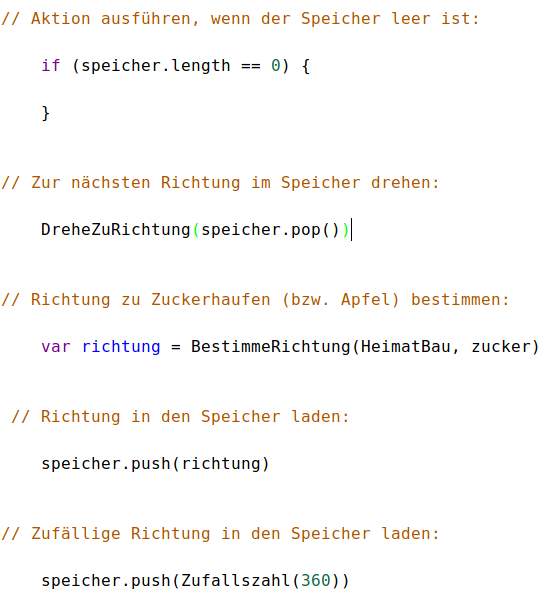 // Aktion ausführen, wenn der Speicher leer ist:
if (speicher.length == 0) {
}
// Zur nächsten Richtung im Speicher drehen:
DreheZuRichtung(speicher.pop())
// Richtung zu Zuckerhaufen (bzw. Apfel) bestimmen:
var richtung = BestimmeRichtung(HeimatBau, zucker)
// Richtung in den Speicher laden:
speicher.push(richtung)
// Zufällige Richtung in den Speicher laden:
speicher.push(Zufallszahl(360))